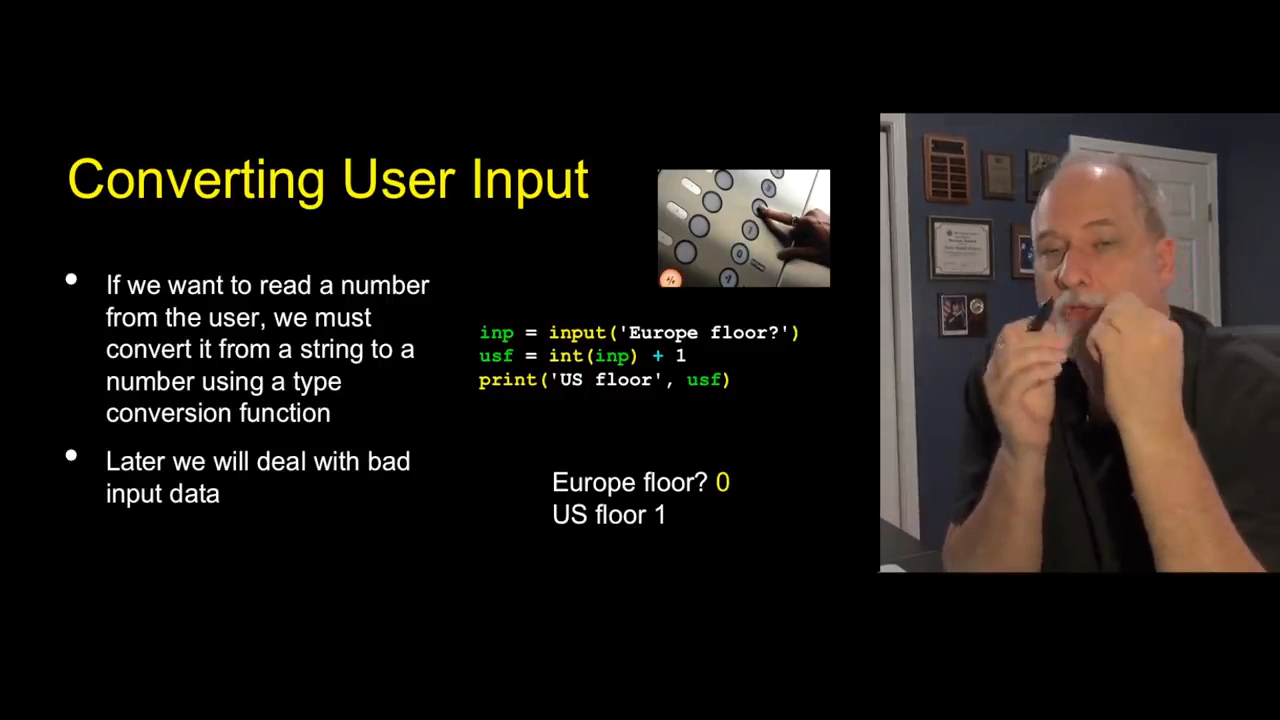 Converting User Input
• If we want to read a number
from the user, we must
convert it from a string to a
number using a type
conversion function
• Later we will deal with bad
input data
inp = input('Europe floor?')
usf = int(inp) + 1
print('US floor', usf)
Europe floor? 0
US floor 1